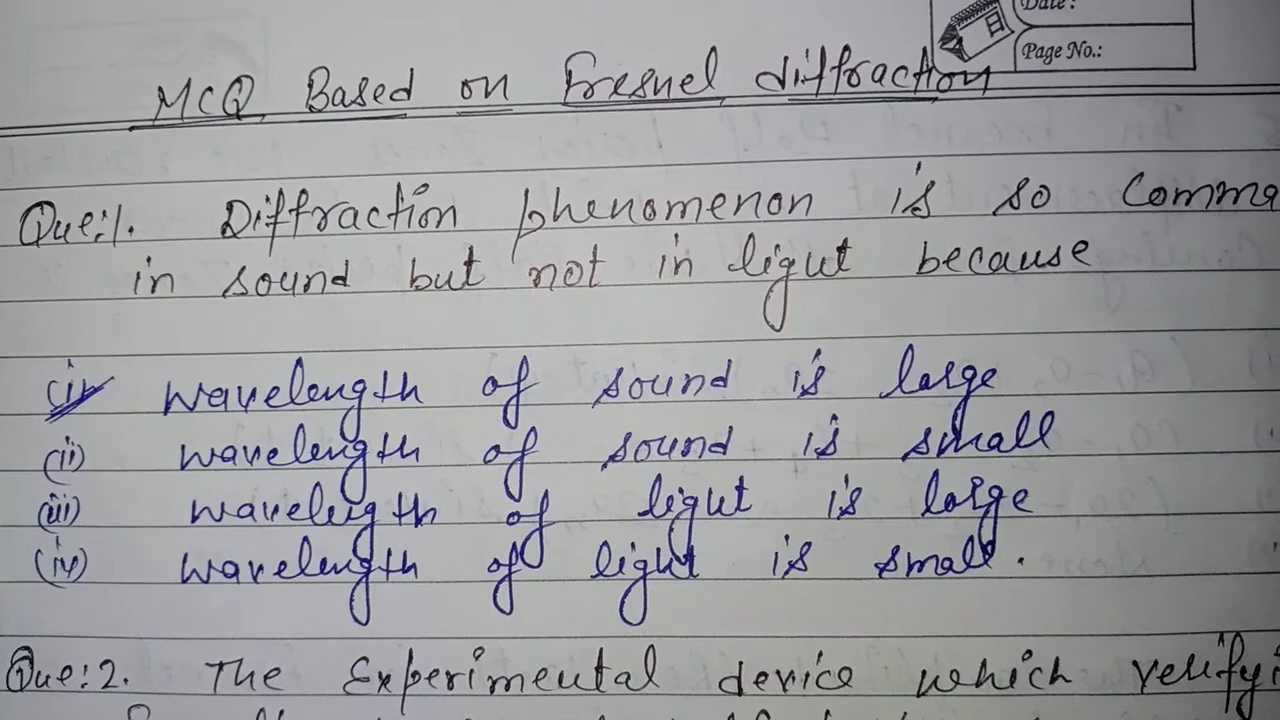 Date:
Page No.:
MCQ Based on Fresnel diffraction
Que:1. Diffraction phenomenon is so Comma
in sound but not in light because
(i) wavelength of sound is large
(ii) wavelength of sound is small
(iii) wavelength of light is large
(iv) wavelength of light is small.
Que:2. The Experimental device which verifyi